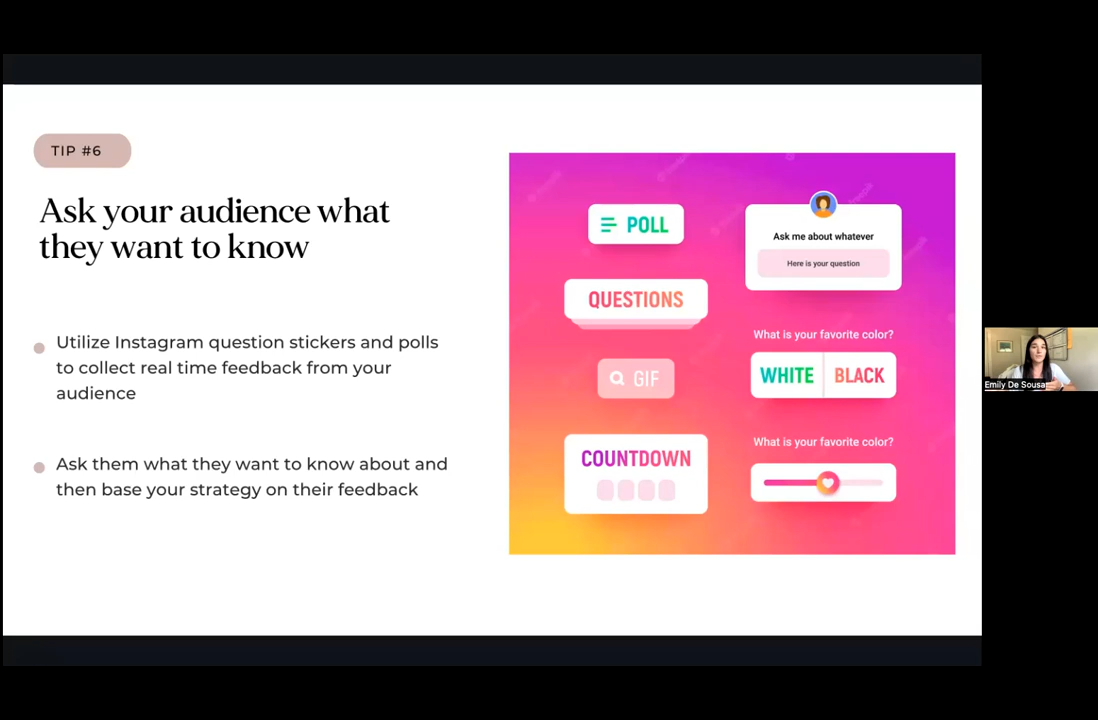 TIP #6
Ask your audience what
they want to know
Utilize Instagram question stickers and polls
to collect real time feedback from your
audience
Ask them what they want to know about and
then base your strategy on their feedback
POLL
QUESTIONS
GIF
COUNTDOWN
Ask me about whatever
Here is your question
What is your favorite color?
WHITE BLACK
What is your favorite color?
Emily De Sousa